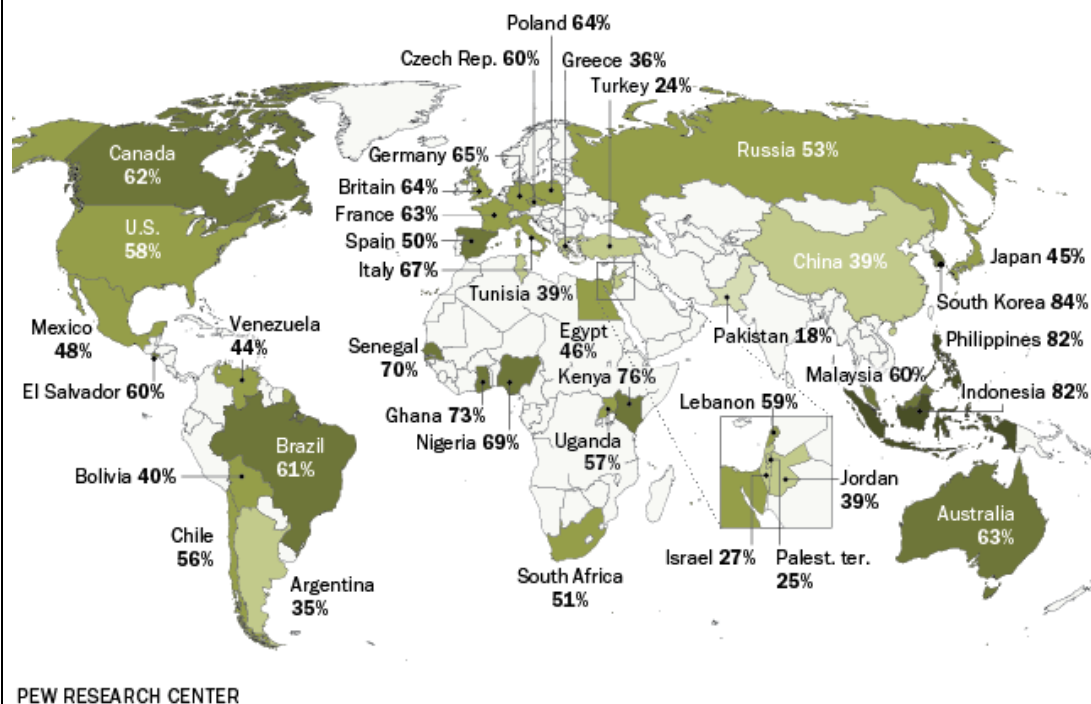 Poland 64%
Czech Rep. 60%
Greece 36%
Turkey 24%
Canada
62%
Germany 65%
Russia 53%
Britain 64%
U.S.
58%
France 63%
Spain 50%
China 39%
Japan 45%
Italy 67%
Tunisia 39%
South Korea 84%
Mexico
48%
Venezuela
44%
Senegal
70%
Egypt
46%
Pakistan 18%
Philippines 82%
Kenya 76%
Malaysia 60%
El Salvador 60%
Indonesia 82%
Lebanon 59%
Ghana 73%
Nigeria 69%
Uganda
57%
Brazil
61%
Bolivia 40%
Jordan
39%
Australia
63%
Chile
56%
Israel 27%
Palest. ter.
25%
South Africa
51%
Argentina
35%
PEW RESEARCH CENTER